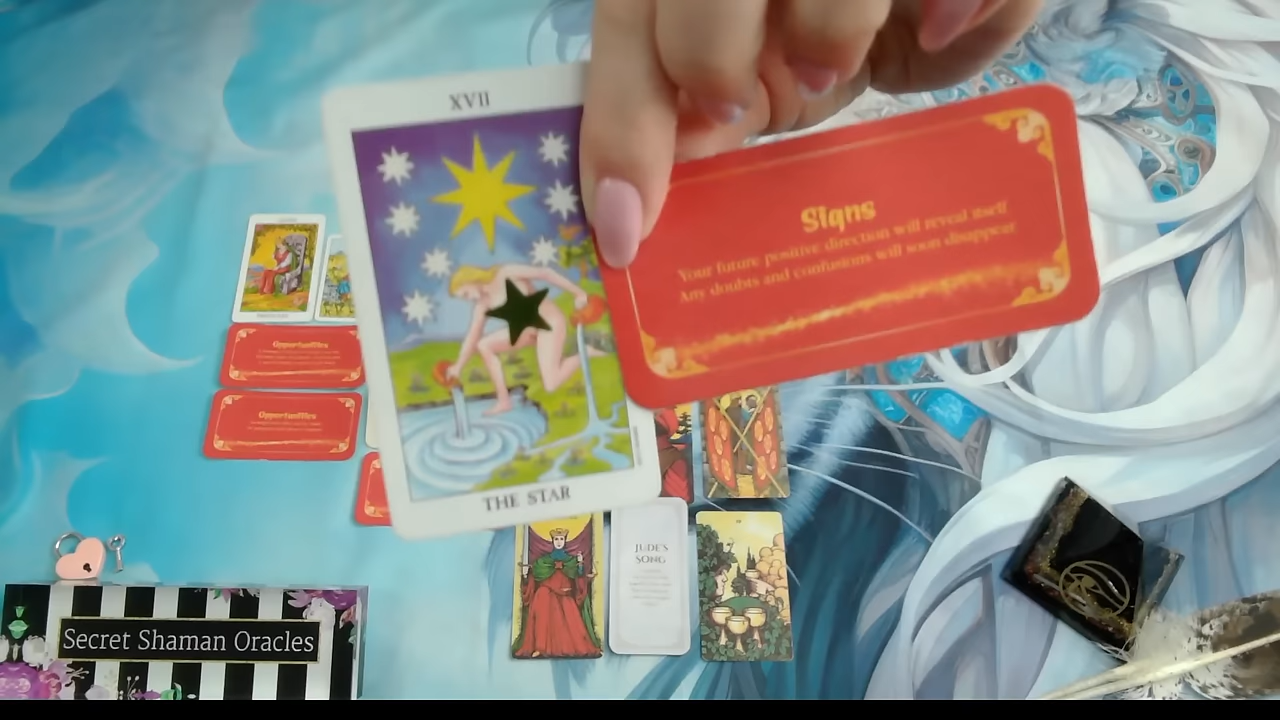 XVII
THE STAR
Signs
Your future positive direction will reveal itself
Any doubts and confusions will soon disappear
Opportunities
Opportunities
JUDE'S
SONG
Secret Shaman Oracles